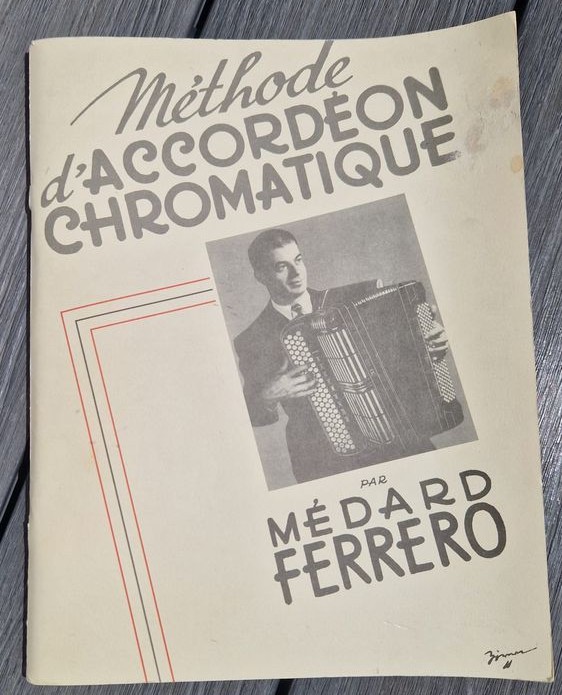 Méthode
d'ACCORDÉON
CHROMATIQUE
PAR
MÉDARD
FERRERO